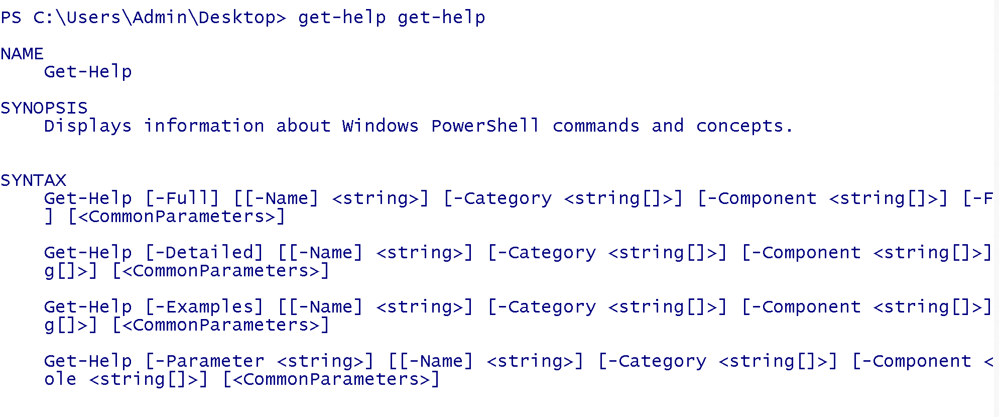 PS C:\Users\Admin\Desktop> get-help get-help
NAME
Get-Help
SYNOPSIS
Displays information about Windows PowerShell commands and concepts.
SYNTAX
Get-Help [-Full] [[-Name] <string>] [-Category <string[]>] [-Component <string[]>] [-F
] [<CommonParameters>]
Get-Help [-Detailed] [[-Name] <string>] [-Category <string[]>] [-Component <string[]>]
g[]>] [<CommonParameters>]
Get-Help [-Examples] [[-Name] <string>] [-Category <string[]>] [-Component <string[]>]
g[]>] [<CommonParameters>]
Get-Help [-Parameter <string>] [[-Name] <string>] [-Category <string[]>] [-Component <
ole <string[]>] [<CommonParameters>]